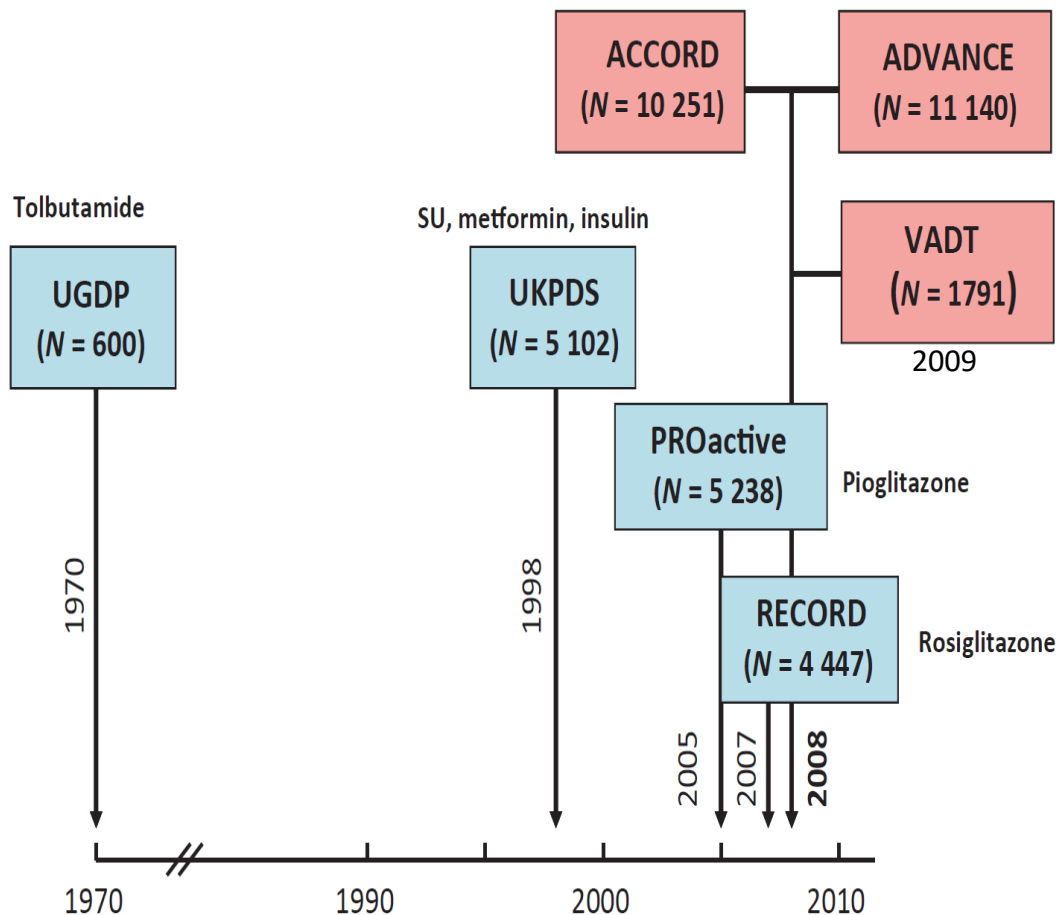 ACCORD
(N = 10 251)
ADVANCE
(N = 11 140)
Tolbutamide
UGDP
(N = 600)
SU, metformin, insulin
UKPDS
(N = 5 102)
VADT
(N = 1791)
2009
PROactive
(N = 5 238)
Pioglitazone
RECORD
(N = 4 447)
Rosiglitazone
1970
1998
2005
2007
2008
1970
1990
2000
2010